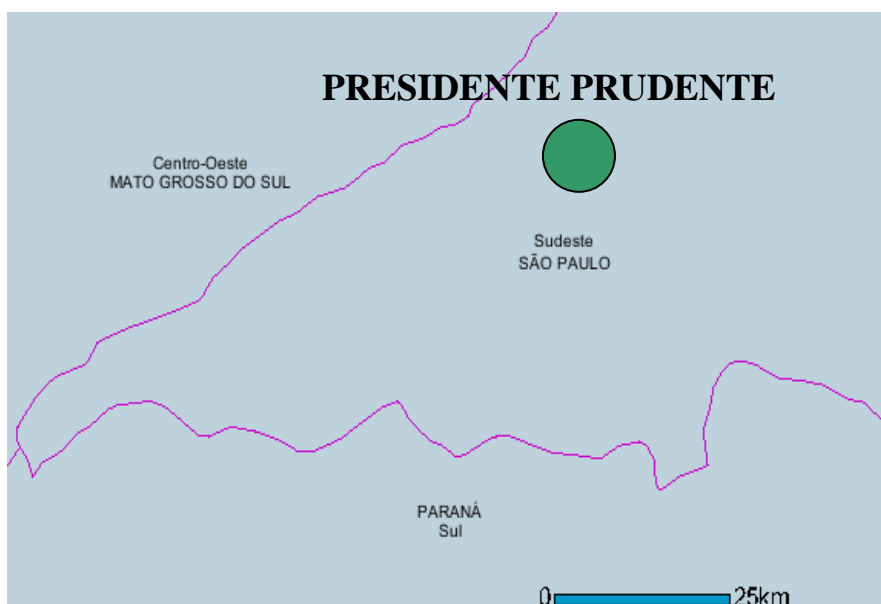 PRESIDENTE PRUDENTE
Centro-Oeste
MATO GROSSO DO SUL
Sudeste
SÃO PAULO
PARANÁ
Sul
0 25km